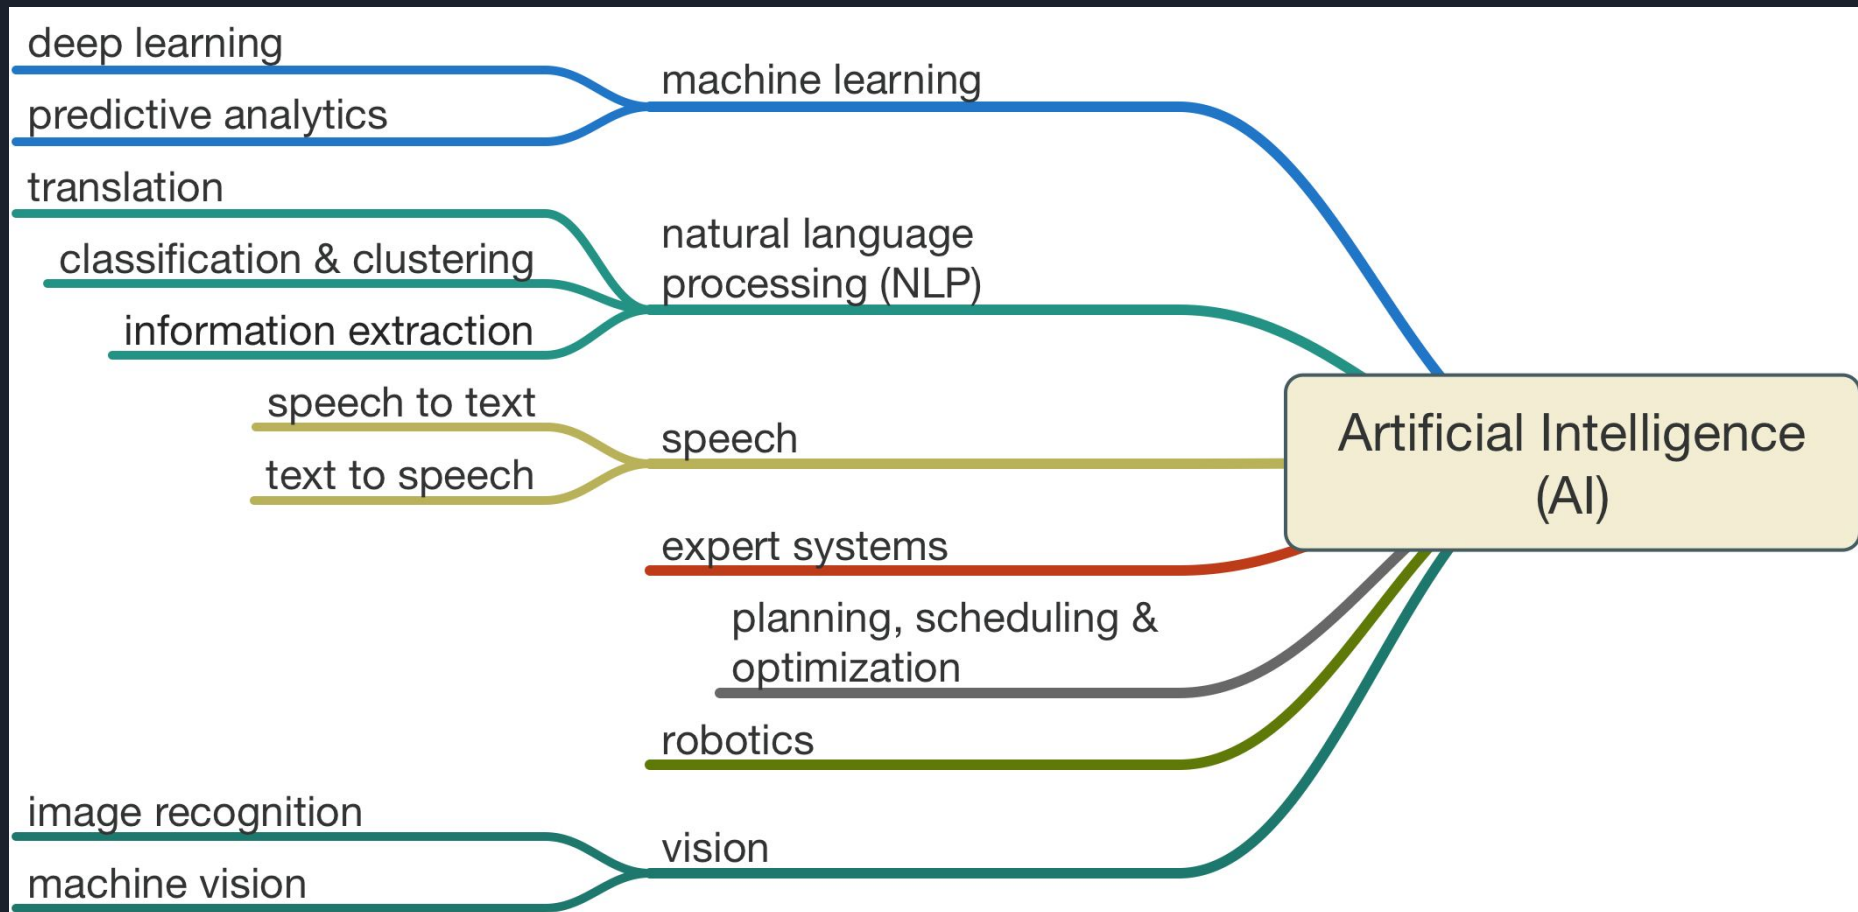 deep learning
predictive analytics
machine learning
translation
classification & clustering
information extraction
natural language
processing (NLP)
speech to text
text to speech
speech
expert systems
planning, scheduling &
optimization
robotics
image recognition
machine vision
vision
Artificial Intelligence
(AI)